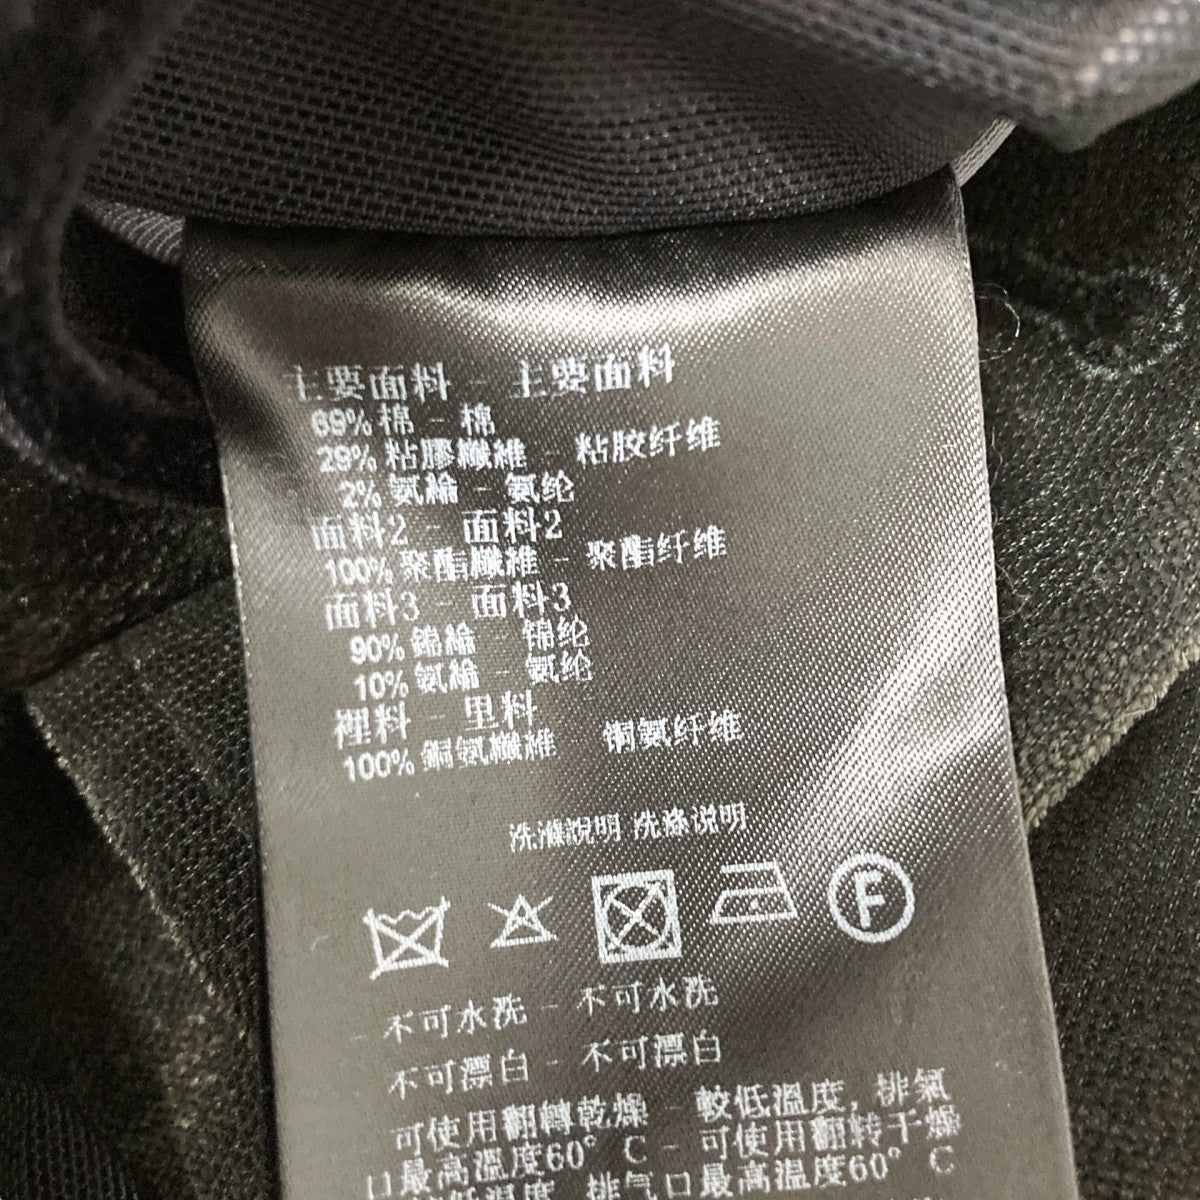 主要面料 - 主要面料
69% 棉 - 棉
29% 粘膠纖維 - 粘胶纤维
2% 氨綸 - 氨纶
面料2 - 面料2
100% 聚酯纖維 - 聚酯纤维
面料3 - 面料3
90% 錦綸 - 锦纶
10% 氨綸 - 氨纶
裡料 - 里料
100% 銅氨纖維 铜氨纤维
洗滌說明 洗涤说明
F
不可水洗 - 不可水洗
不可漂白 - 不可漂白
可使用翻轉乾燥 - 較低溫度, 排氣
口最高溫度60° C - 可使用翻转干燥
低温度, 排气口最高温度60° C